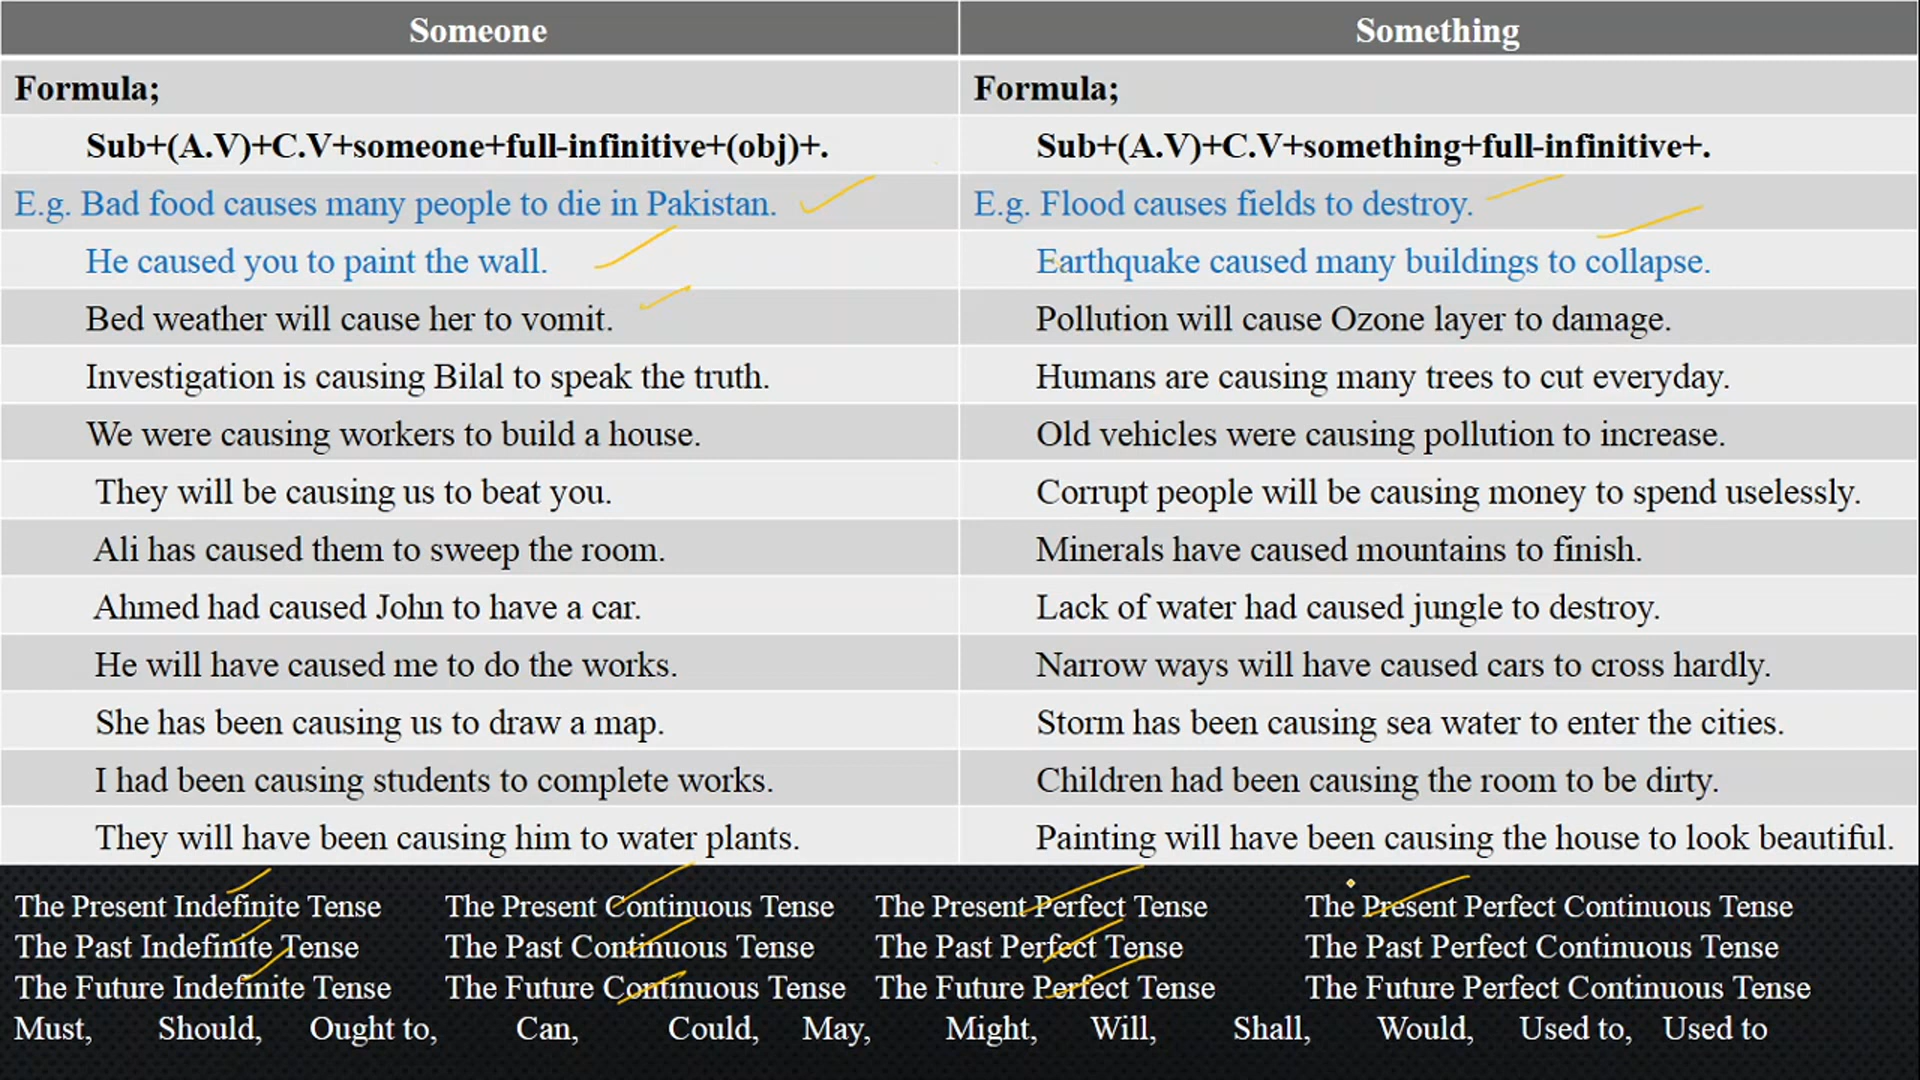 Someone
Something
Formula;
Formula;
Sub+(A.V)+C.V+someone+full-infinitive+(obj)+.
Sub+(A.V)+C.V+something+full-infinitive+.
E.g. Bad food causes many people to die in Pakistan.
E.g. Flood causes fields to destroy.
He caused you to paint the wall.
Earthquake caused many buildings to collapse.
Bed weather will cause her to vomit.
Pollution will cause Ozone layer to damage.
Investigation is causing Bilal to speak the truth.
Humans are causing many trees to cut everyday.
We were causing workers to build a house.
Old vehicles were causing pollution to increase.
They will be causing us to beat you.
Corrupt people will be causing money to spend uselessly.
Ali has caused them to sweep the room.
Minerals have caused mountains to finish.
Ahmed had caused John to have a car.
Lack of water had caused jungle to destroy.
He will have caused me to do the works.
Narrow ways will have caused cars to cross hardly.
She has been causing us to draw a map.
Storm has been causing sea water to enter the cities.
I had been causing students to complete works.
Children had been causing the room to be dirty.
They will have been causing him to water plants.
Painting will have been causing the house to look beautiful.
The Present Indefinite Tense The Present Continuous Tense The Present Perfect Tense The Present Perfect Continuous Tense
The Past Indefinite Tense The Past Continuous Tense The Past Perfect Tense The Past Perfect Continuous Tense
The Future Indefinite Tense The Future Continuous Tense The Future Perfect Tense The Future Perfect Continuous Tense
Must, Should, Ought to, Can, Could, May, Might, Will, Shall, Would, Used to, Used to